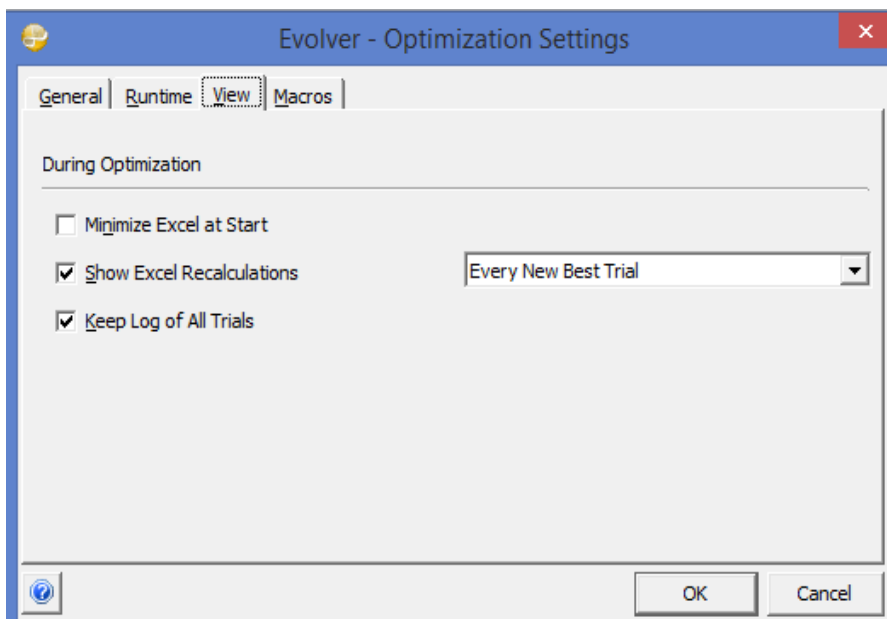 Evolver - Optimization Settings
General Runtime View Macros
During Optimization
Minimize Excel at Start
Show Excel Recalculations Every New Best Trial
Keep Log of All Trials
OK Cancel